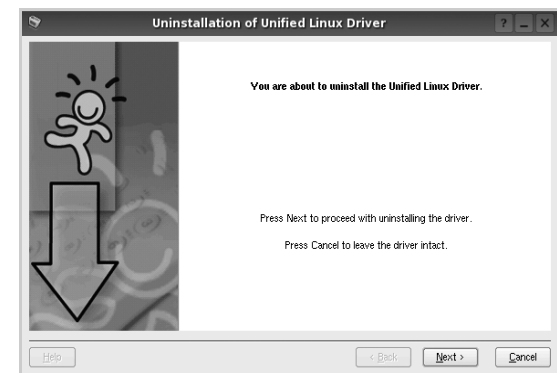 Uninstallation of Unified Linux Driver
?
You are about to uninstall the Unified Linux Driver.
Press Next to proceed with uninstalling the driver.
Press Cancel to leave the driver intact.
Help
< Back
Next >
Cancel